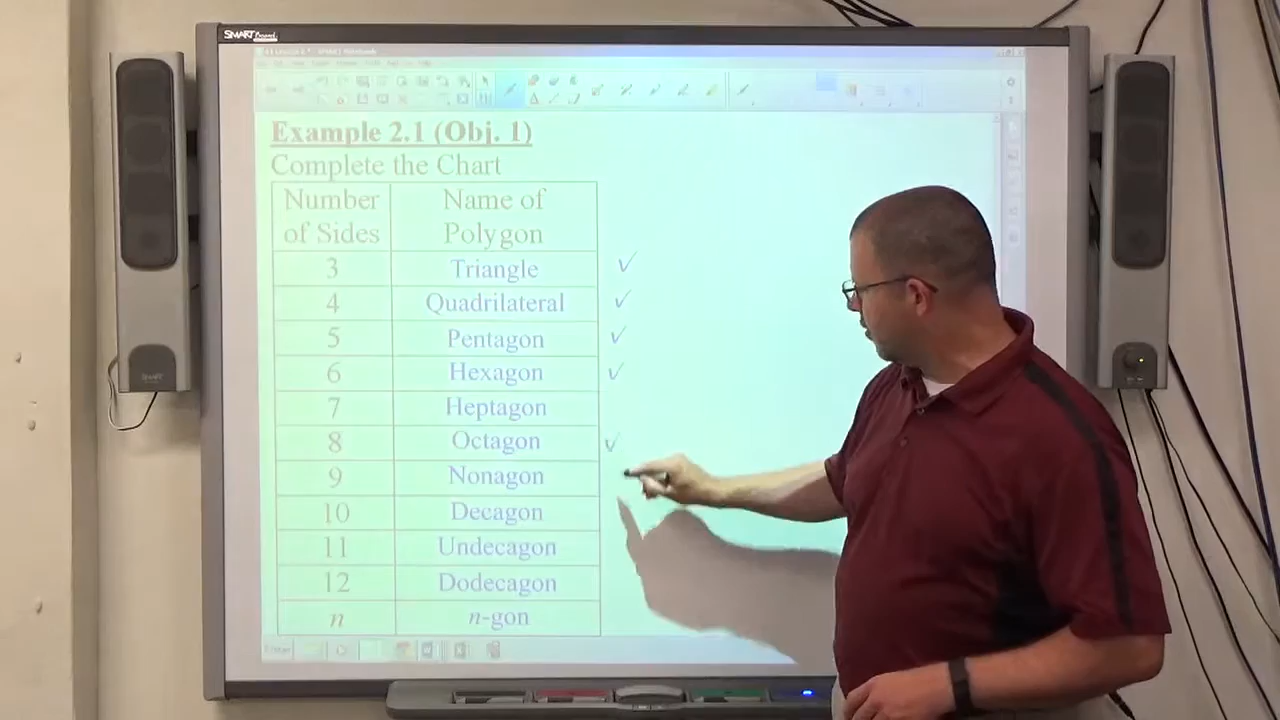 SMART Board
Example 2.1 (Obj. 1)
Complete the Chart
Number of Sides Name of Polygon
3 Triangle ✓
4 Quadrilateral ✓
5 Pentagon ✓
6 Hexagon ✓
7 Heptagon
8 Octagon ✓
9 Nonagon
10 Decagon
11 Undecagon
12 Dodecagon
n n-gon